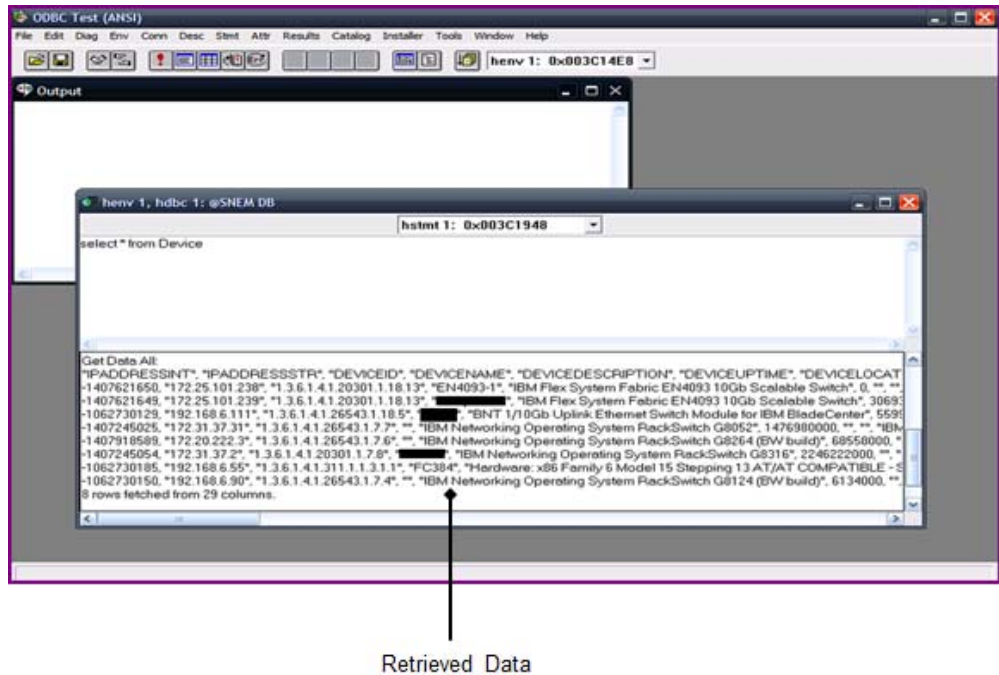 ODBC Test (ANSI)
File Edit Diag Env Conn Desc Stmt Attr Results Catalog Installer Tools Window Help
henv 1: 0x003C14E8
Output
henv 1, hdbc 1: @SNEM DB
hstmt 1: 0x003C1948
select * from Device
Get Data All:
"IPADDRESSINT", "IPADDRESSSTR", "DEVICEID", "DEVICENAME", "DEVICEDESCRIPTION", "DEVICEUPTIME", "DEVICELOCAT
-1407621650, "172.25.101.238", "1.3.6.1.4.1.20301.1.18.13", "EN4093-1", "IBM Flex System Fabric EN4093 10Gb Scalable Switch", 0, "", "",
-1407621649, "172.25.101.239", "1.3.6.1.4.1.20301.1.18.13", " ", "IBM Flex System Fabric EN4093 10Gb Scalable Switch", 30693
-1062730129, "192.168.6.111", "1.3.6.1.4.1.26543.1.18.5", " ", "BNT 1/10Gb Uplink Ethernet Switch Module for IBM BladeCenter", 5599
-1407245025, "172.31.37.31", "1.3.6.1.4.1.26543.1.7.7", "", "IBM Networking Operating System RackSwitch G8052", 1476980000, "", "", "IBM
-1407918589, "172.20.222.3", "1.3.6.1.4.1.26543.1.7.6", "", "IBM Networking Operating System RackSwitch G8264 (BW build)", 68558000, "
-1407245054, "172.31.37.2", "1.3.6.1.4.1.20301.1.7.8", " ", "IBM Networking Operating System RackSwitch G8316", 2246222000, "", "
-1062730185, "192.168.6.55", "1.3.6.1.4.1.311.1.1.3.1.1", "FC384", "Hardware: x86 Family 6 Model 15 Stepping 13 AT/AT COMPATIBLE - S
-1062730150, "192.168.6.90", "1.3.6.1.4.1.26543.1.7.4", "", "IBM Networking Operating System RackSwitch G8124 (BW build)", 6134000, "",
8 rows fetched from 29 columns.
Retrieved Data